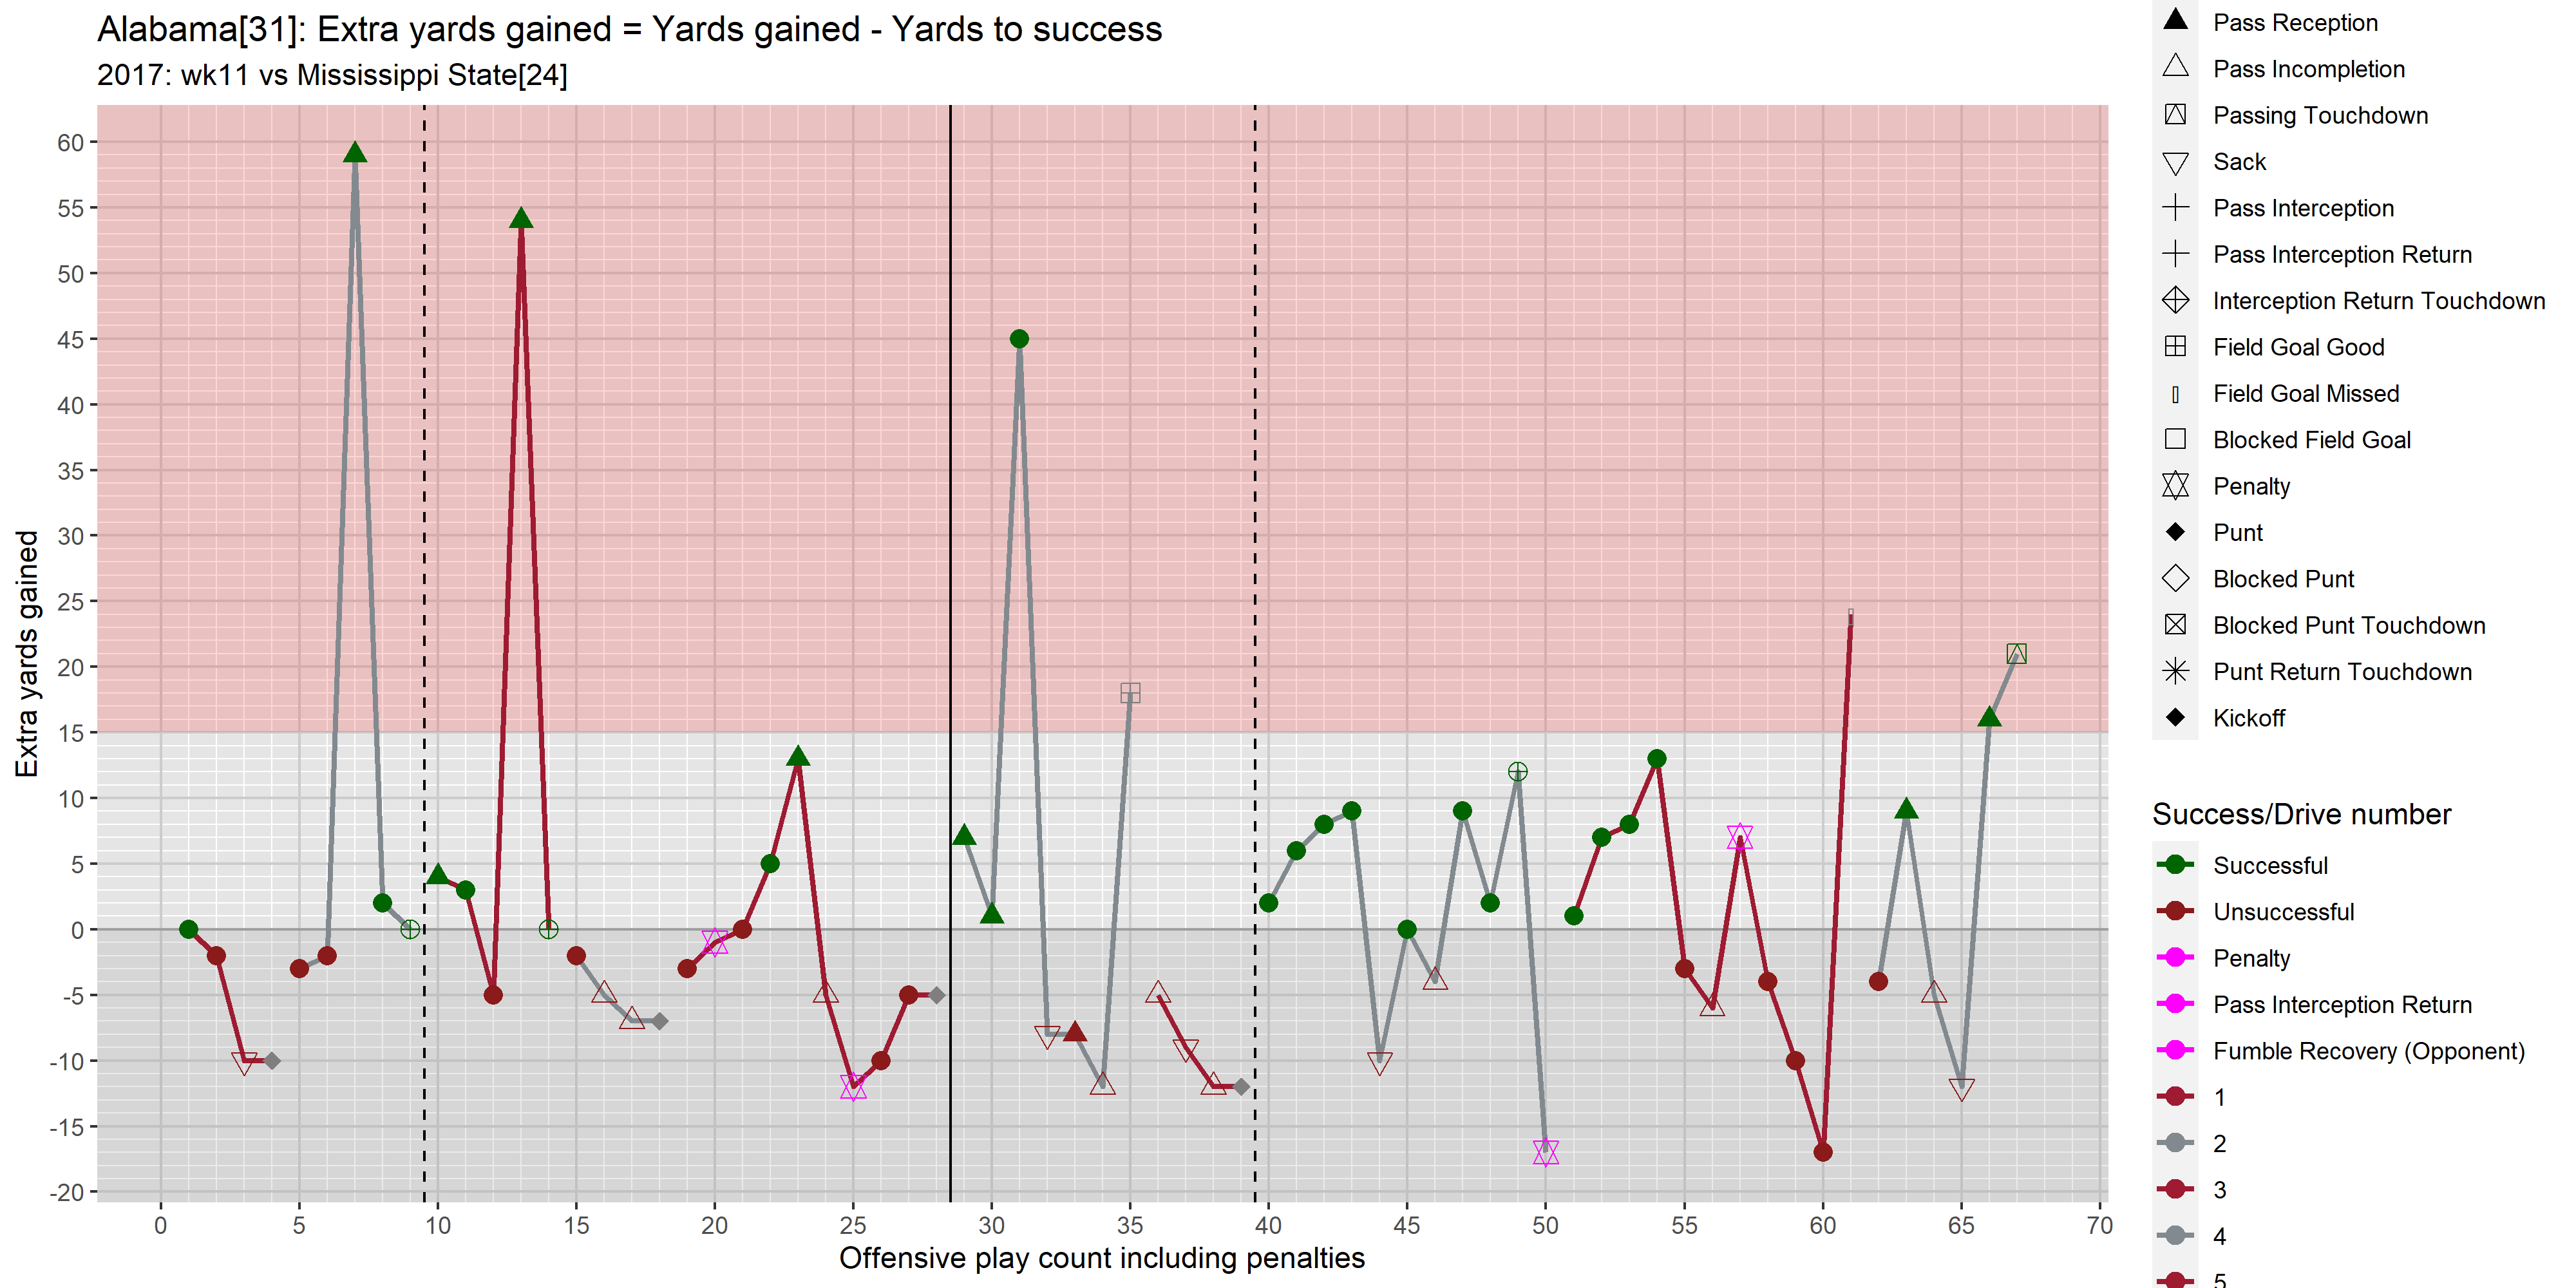 Alabama[31]: Extra yards gained = Yards gained - Yards to success
2017: wk11 vs Mississippi State[24]
Extra yards gained
60
55
50
45
40
35
30
25
20
15
10
5
0
-5
-10
-15
-20
0 5 10 15 20 25 30 35 40 45 50 55 60 65 70
Offensive play count including penalties
Pass Reception
Pass Incompletion
Passing Touchdown
Sack
Pass Interception
Pass Interception Return
Interception Return Touchdown
Field Goal Good
Field Goal Missed
Blocked Field Goal
Penalty
Punt
Blocked Punt
Blocked Punt Touchdown
Punt Return Touchdown
Kickoff
Success/Drive number
Successful
Unsuccessful
Penalty
Pass Interception Return
Fumble Recovery (Opponent)
1
2
3
4
5